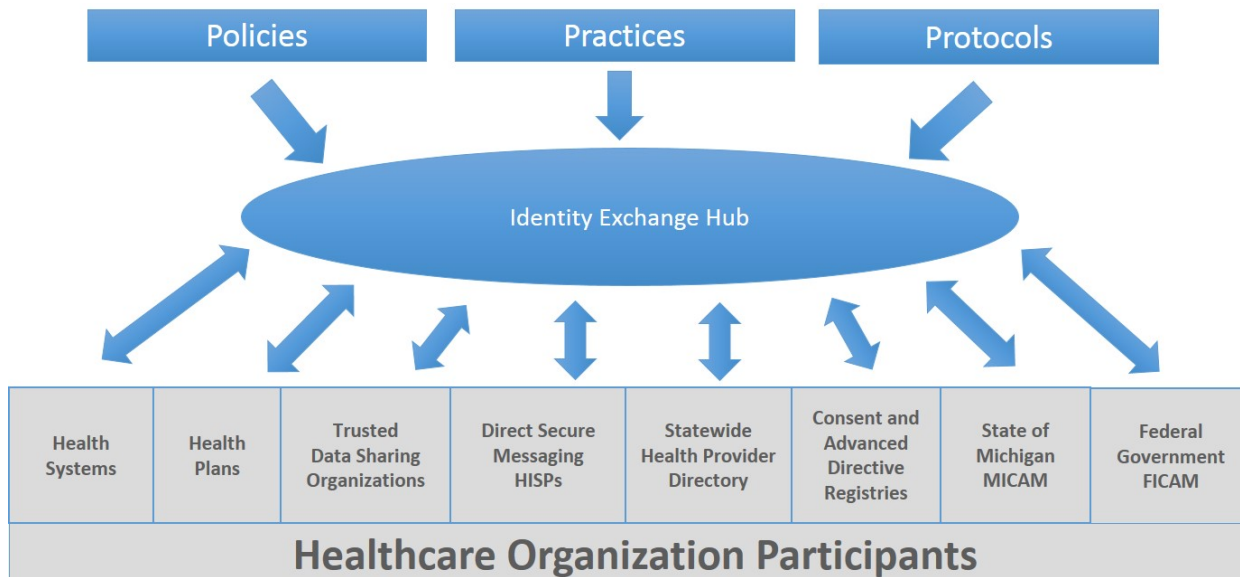 Policies
Practices
Protocols
Identity Exchange Hub
Health
Systems
Health
Plans
Trusted
Data Sharing
Organizations
Direct Secure
Messaging
HISPs
Statewide
Health Provider
Directory
Consent and
Advanced
Directive
Registries
State of
Michigan
MICAM
Federal
Government
FICAM
Healthcare Organization Participants